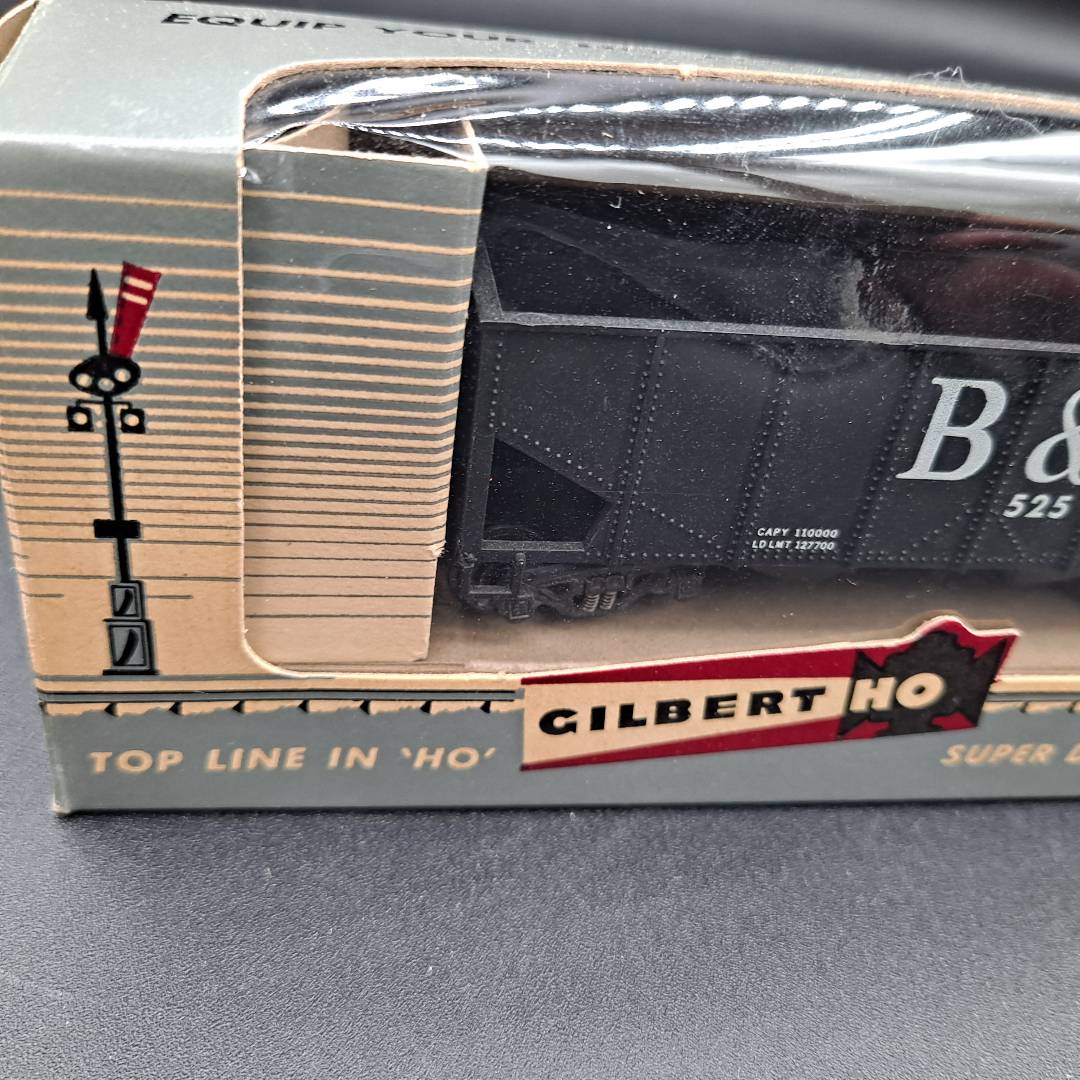 EQUIP YOUR
B &
525
CAPY 110000
LD LMT 127700
GILBERT HO
TOP LINE IN 'HO'
SUPER